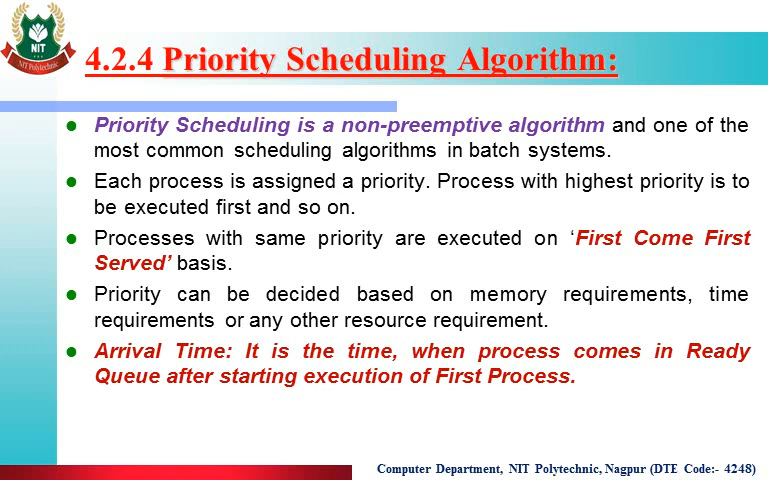 NIT
NIT Polytechnic
4.2.4 Priority Scheduling Algorithm:
Priority Scheduling is a non-preemptive algorithm and one of the
most common scheduling algorithms in batch systems.
Each process is assigned a priority. Process with highest priority is to
be executed first and so on.
Processes with same priority are executed on ‘First Come First
Served’ basis.
Priority can be decided based on memory requirements, time
requirements or any other resource requirement.
Arrival Time: It is the time, when process comes in Ready
Queue after starting execution of First Process.
Computer Department, NIT Polytechnic, Nagpur (DTE Code:- 4248)